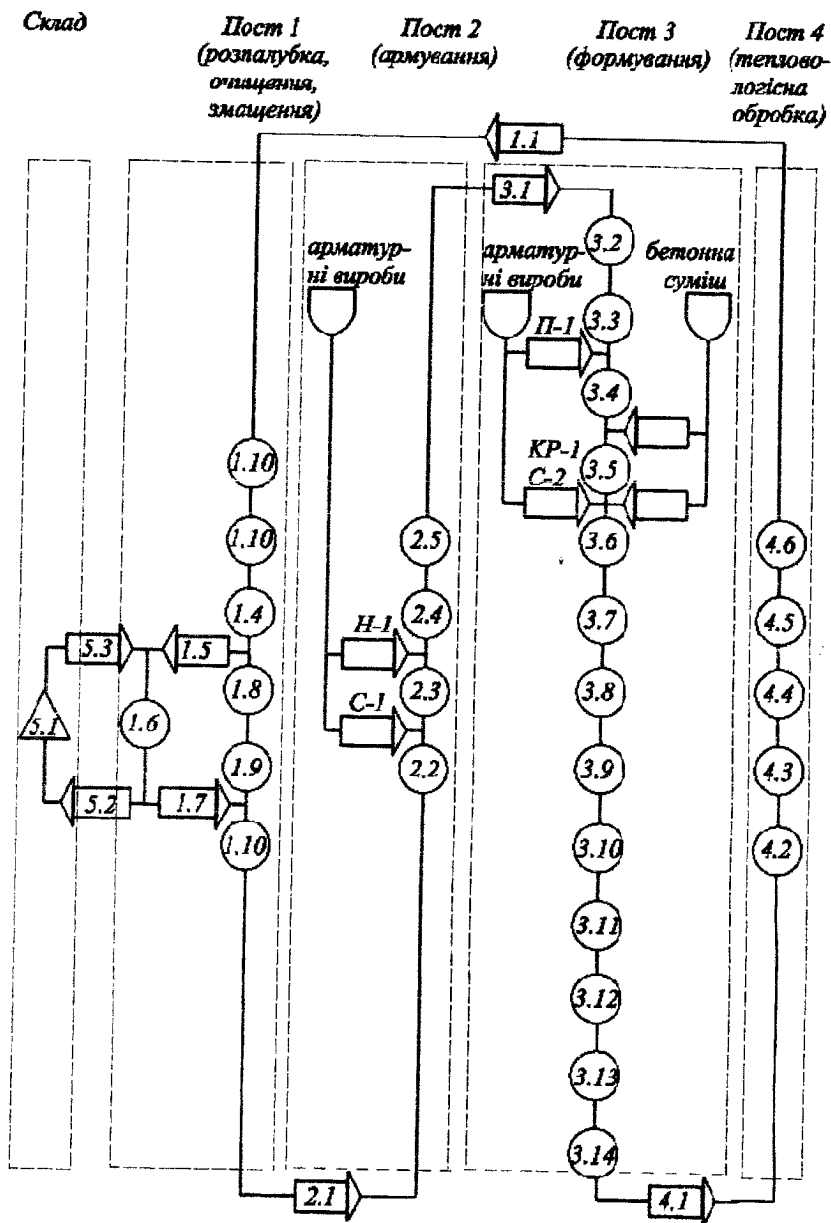 Склад
Пост 1
(розпалубка,
очищення,
змащення)
Пост 2
(армування)
Пост 3
(формування)
Пост 4
(теплово-
логісна
обробка)
1.1
3.1
арматур-
ні вироби
арматур-
ні вироби
бетонна
суміш
3.2
3.3
П-1
3.4
КР-1
С-2
3.5
3.6
3.7
3.8
3.9
3.10
3.11
3.12
3.13
3.14
1.10
1.10
1.4
5.3
1.5
1.8
5.1
1.6
1.9
5.2
1.7
1.10
2.5
2.4
Н-1
2.3
С-1
2.2
4.6
4.5
4.4
4.3
4.2
2.1
4.1